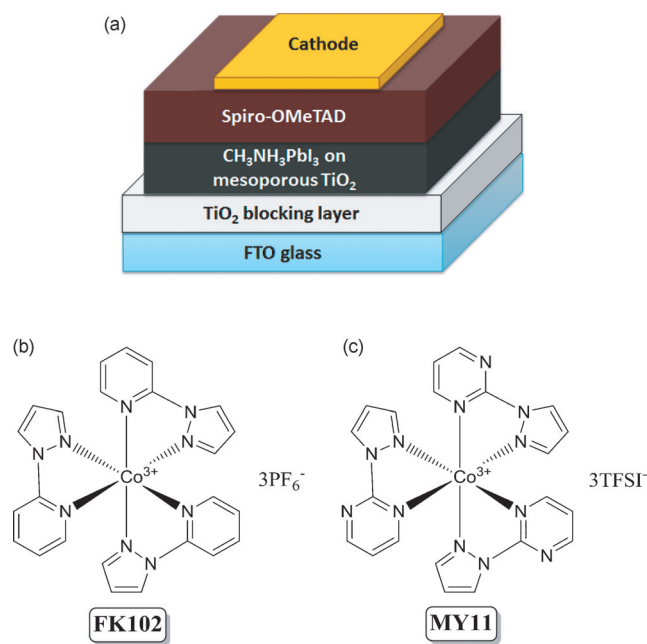 (a)
Cathode
Spiro-OMeTAD
CH₃NH₃PbI₃ on
mesoporous TiO₂
TiO₂ blocking layer
FTO glass
(b)
N
N
N
N
N
N
Co³⁺
N
N
N
3PF₆⁻
FK102
(c)
N
N
N
N
N
N
Co³⁺
N
N
N
N
N
N
3TFSI⁻
MY11